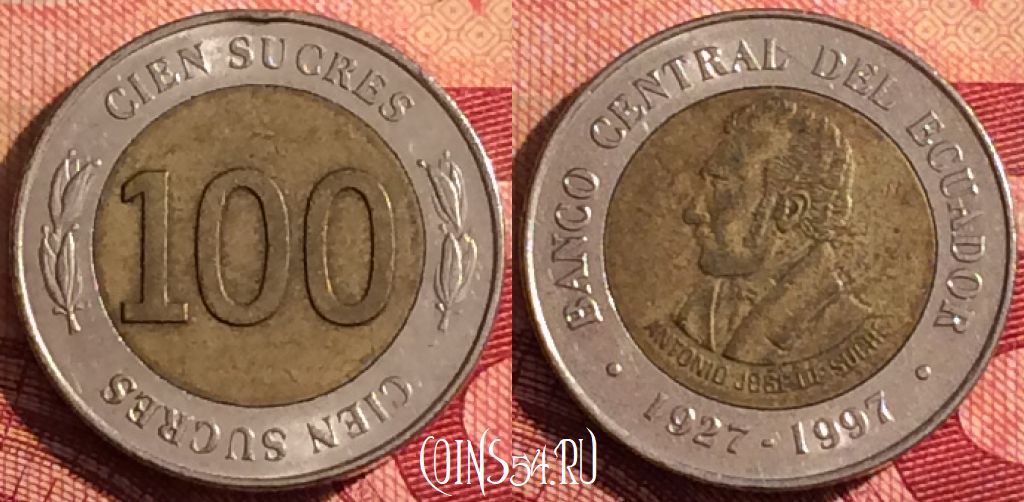 CIEN SUCRES
100
CIEN SUCRES
BANCO CENTRAL DEL ECUADOR
ANTONIO JOSE DE SUCRE
· 1927-1997 ·
COINS54.RU